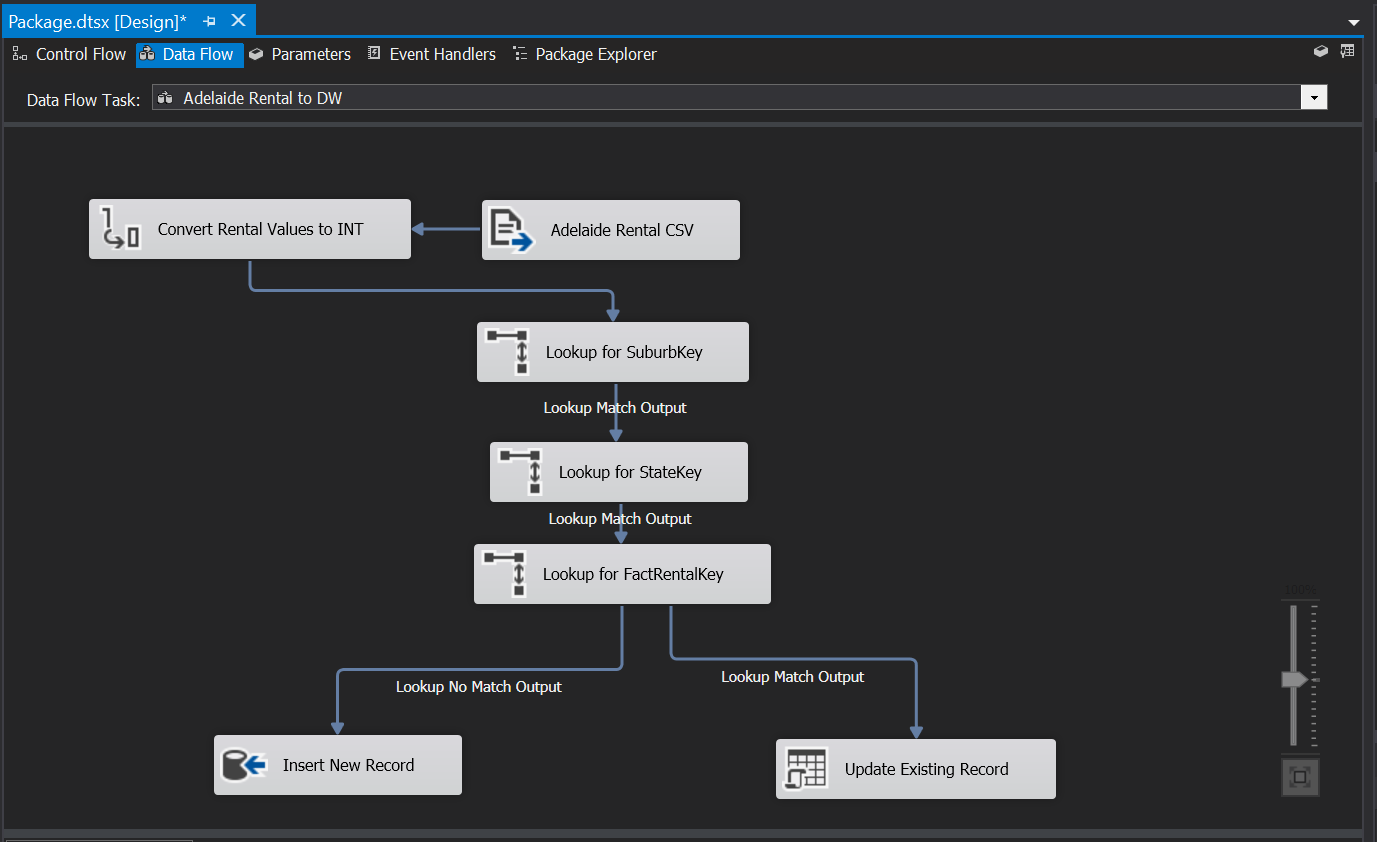 Package.dtsx [Design]*
Control Flow Data Flow Parameters Event Handlers Package Explorer
Data Flow Task: Adelaide Rental to DW
Convert Rental Values to INT
Adelaide Rental CSV
Lookup for SuburbKey
Lookup Match Output
Lookup for StateKey
Lookup Match Output
Lookup for FactRentalKey
Lookup No Match Output
Lookup Match Output
Insert New Record
Update Existing Record
100%